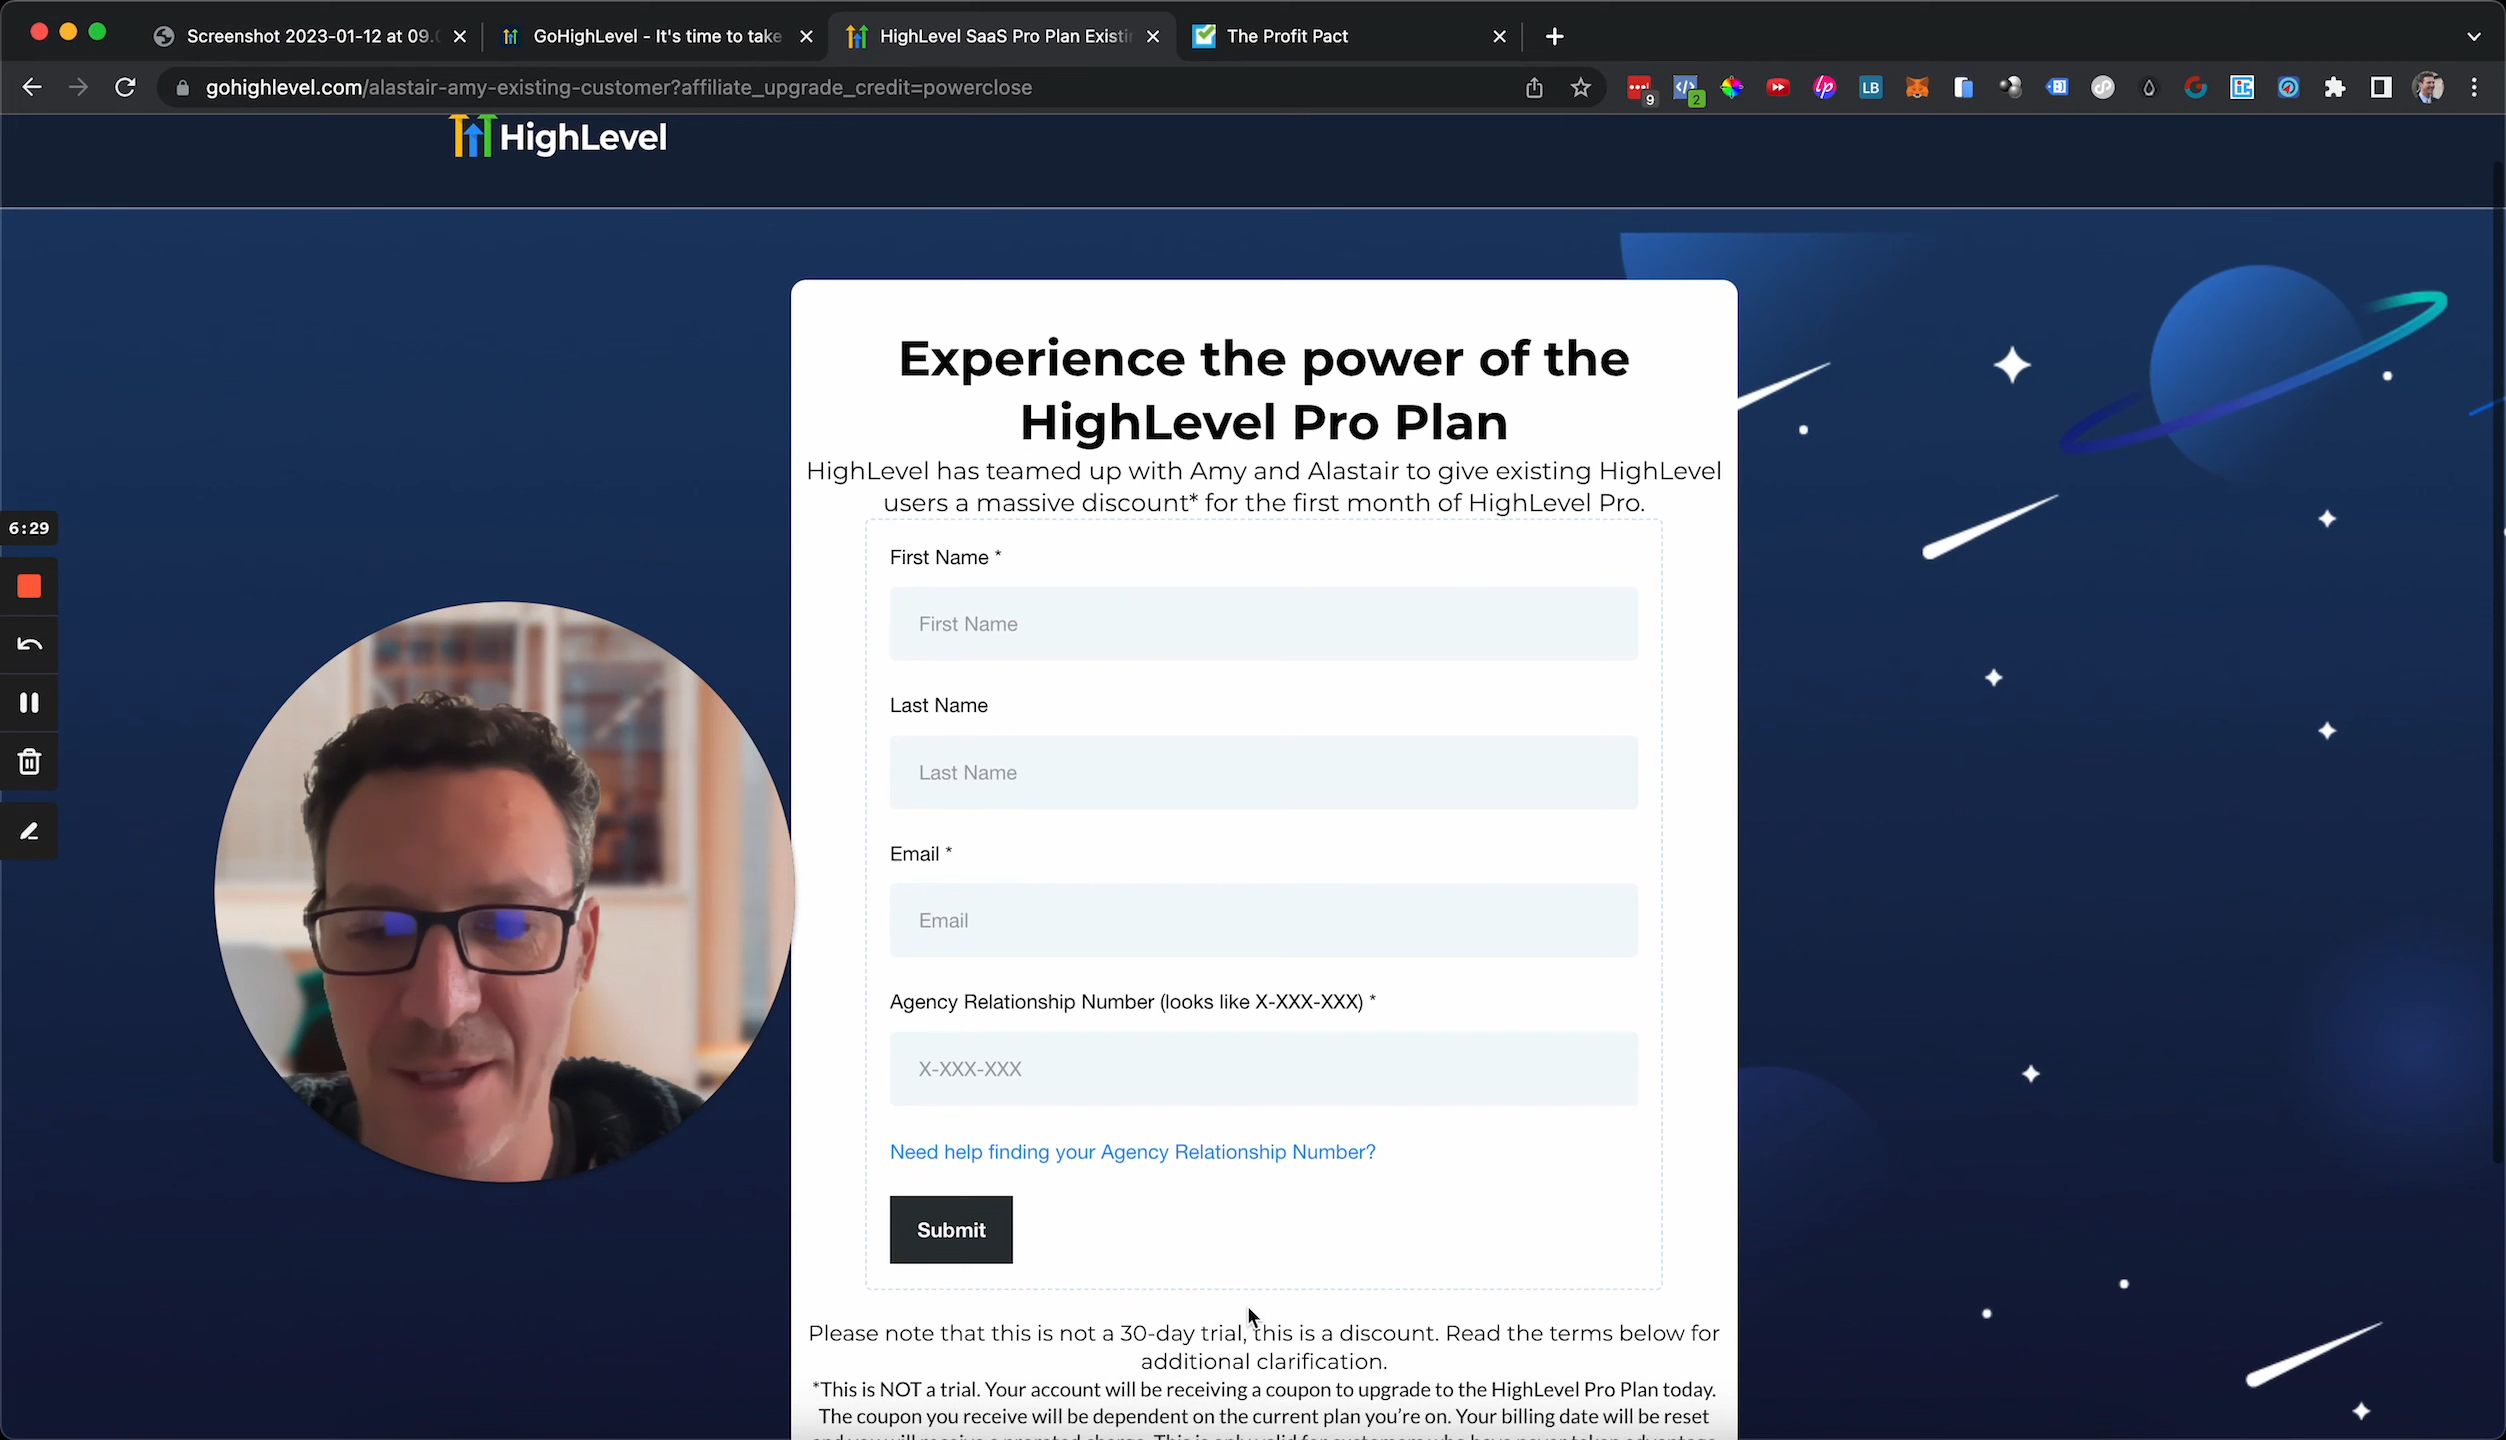 Screenshot 2023-01-12 at 09.
GoHighLevel - It's time to take
HighLevel SaaS Pro Plan Existi
The Profit Pact
gohighlevel.com/alastair-amy-existing-customer?affiliate_upgrade_credit=powerclose
9
2
LB
HighLevel
Experience the power of the
HighLevel Pro Plan
HighLevel has teamed up with Amy and Alastair to give existing HighLevel
users a massive discount* for the first month of HighLevel Pro.
6:29
First Name *
First Name
Last Name
Last Name
Email *
Email
Agency Relationship Number (looks like X-XXX-XXX) *
X-XXX-XXX
Need help finding your Agency Relationship Number?
Submit
Please note that this is not a 30-day trial, this is a discount. Read the terms below for
additional clarification.
*This is NOT a trial. Your account will be receiving a coupon to upgrade to the HighLevel Pro Plan today.
The coupon you receive will be dependent on the current plan you're on. Your billing date will be reset